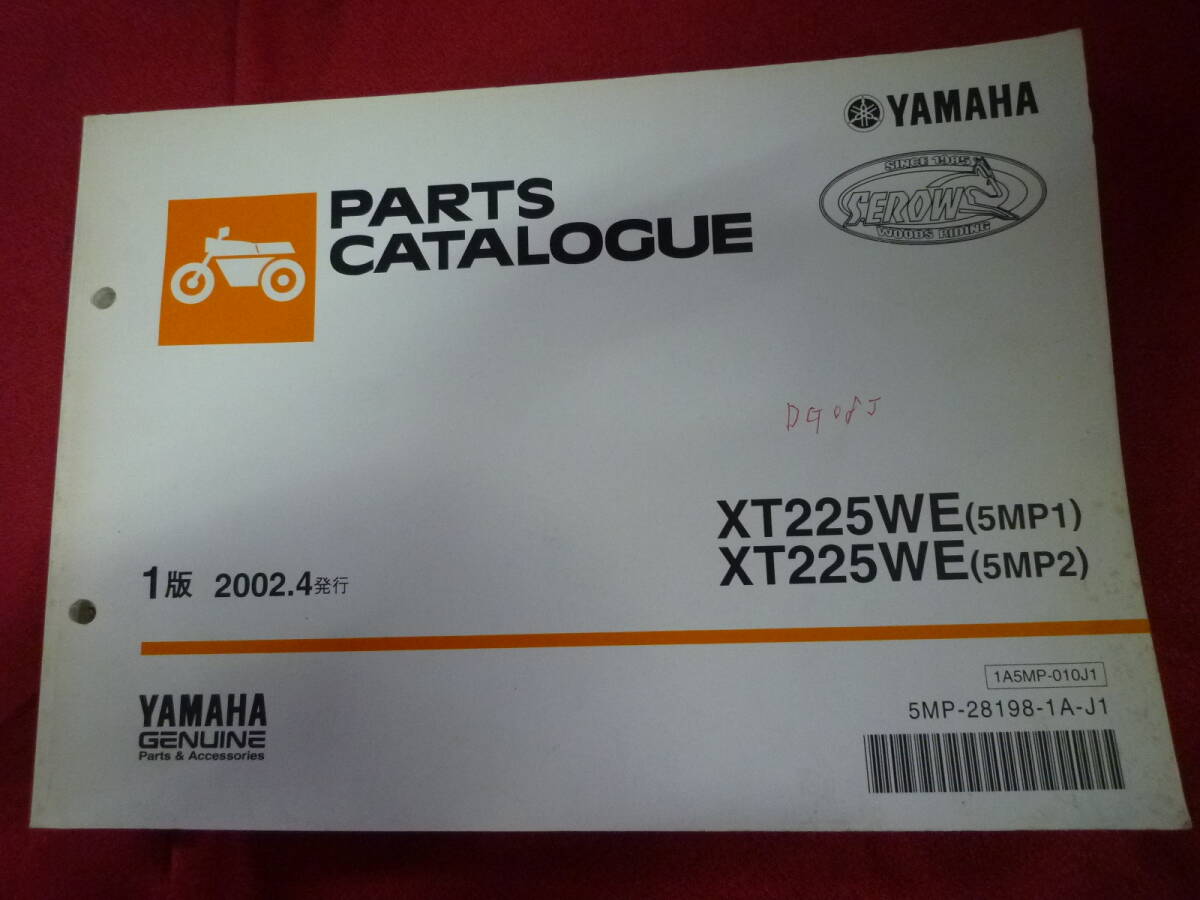 YAMAHA
SINCE 1985
SEROW
WOODS RIDING
PARTS
CATALOGUE
DG08J
XT225WE(5MP1)
XT225WE(5MP2)
1版 2002.4発行
1A5MP-010J1
5MP-28198-1A-J1
YAMAHA
GENUINE
Parts & Accessories